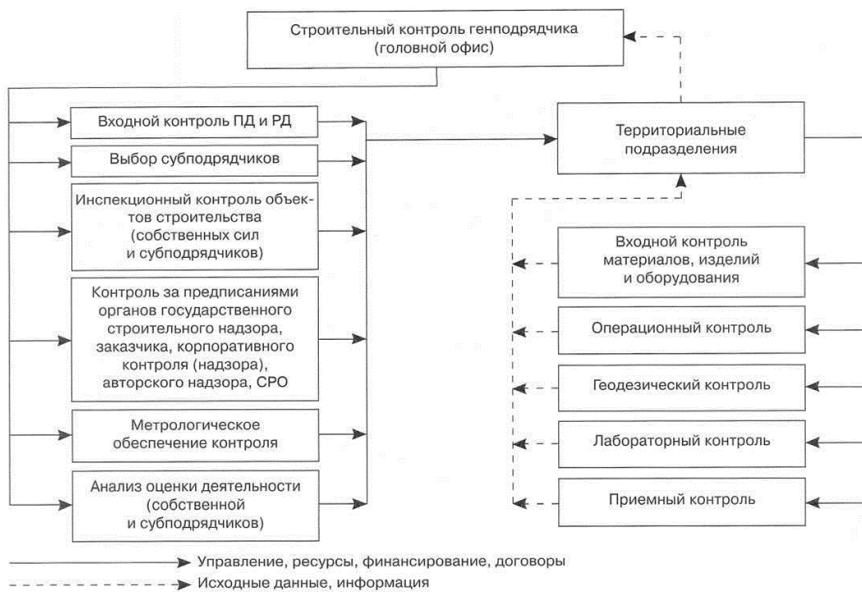 Строительный контроль генподрядчика
(головной офис)
Входной контроль ПД и РД
Выбор субподрядчиков
Инспекционный контроль объек-
тов строительства
(собственных сил
и субподрядчиков)
Контроль за предписаниями
органов государственного
строительного надзора,
заказчика, корпоративного
контроля (надзора),
авторского надзора, СРО
Метрологическое
обеспечение контроля
Анализ оценки деятельности
(собственной
и субподрядчиков)
Территориальные
подразделения
Входной контроль
материалов, изделий
и оборудования
Операционный контроль
Геодезический контроль
Лабораторный контроль
Приемный контроль
Управление, ресурсы, финансирование, договоры
Исходные данные, информация